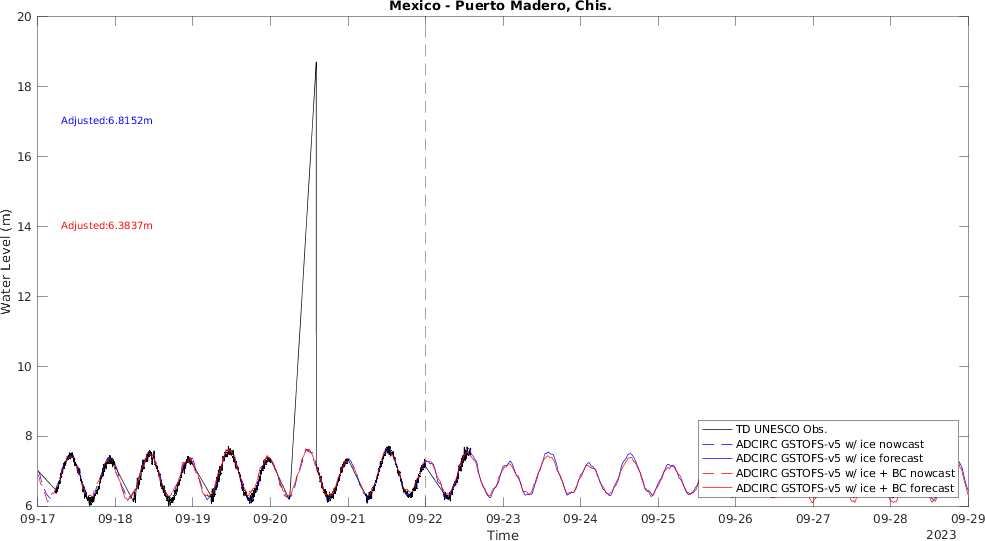 Mexico - Puerto Madero, Chis.
20
18
16
14
12
10
8
6
Water Level (m)
Adjusted:6.8152m
Adjusted:6.3837m
TD UNESCO Obs.
ADCIRC GSTOFS-v5 w/ ice nowcast
ADCIRC GSTOFS-v5 w/ ice forecast
ADCIRC GSTOFS-v5 w/ ice + BC nowcast
ADCIRC GSTOFS-v5 w/ ice + BC forecast
09-17 09-18 09-19 09-20 09-21 09-22 09-23 09-24 09-25 09-26 09-27 09-28 09-29
Time
2023